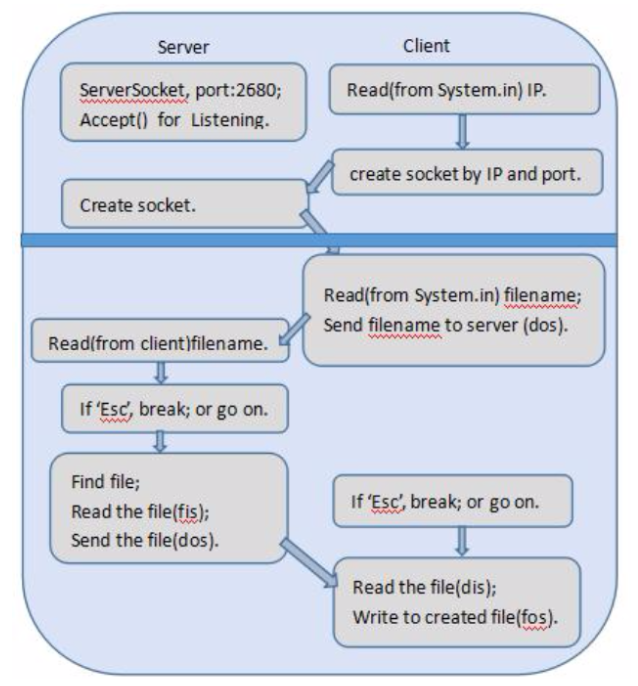 Server
Client
ServerSocket, port:2680;
Accept() for Listening.
Read(from System.in) IP.
create socket by IP and port.
Create socket.
Read(from System.in) filename;
Send filename to server (dos).
Read(from client)filename.
If ‘Esc’, break; or go on.
Find file;
Read the file(fis);
Send the file(dos).
If ‘Esc’, break; or go on.
Read the file(dis);
Write to created file(fos).